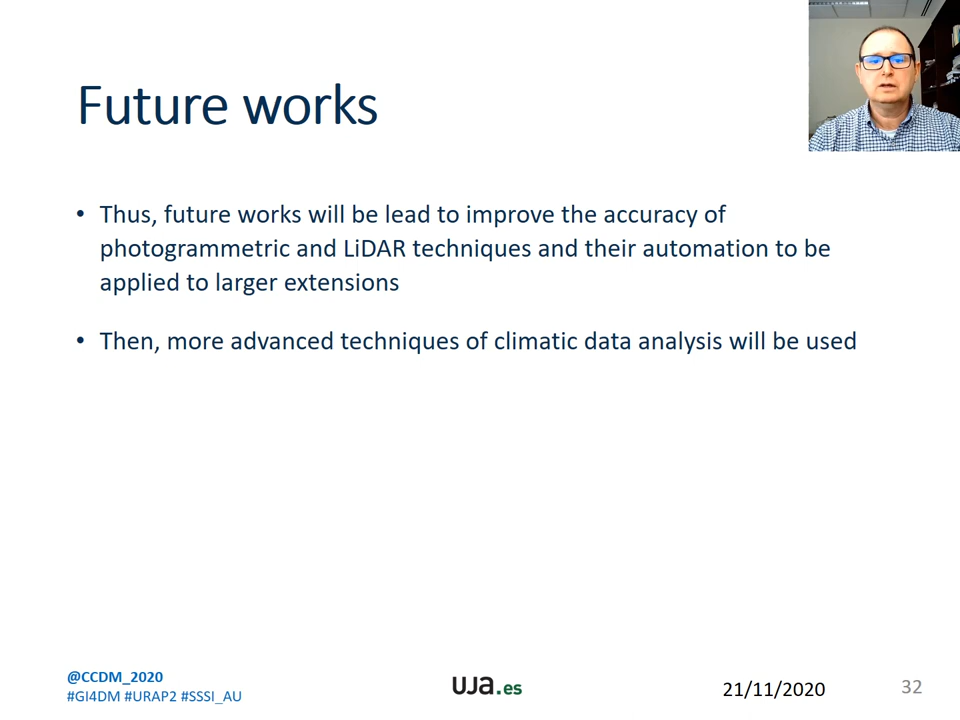 Future works
• Thus, future works will be lead to improve the accuracy of
photogrammetric and LiDAR techniques and their automation to be
applied to larger extensions
• Then, more advanced techniques of climatic data analysis will be used
@CCDM_2020
#GI4DM #URAP2 #SSSI_AU
uja.es
21/11/2020
32